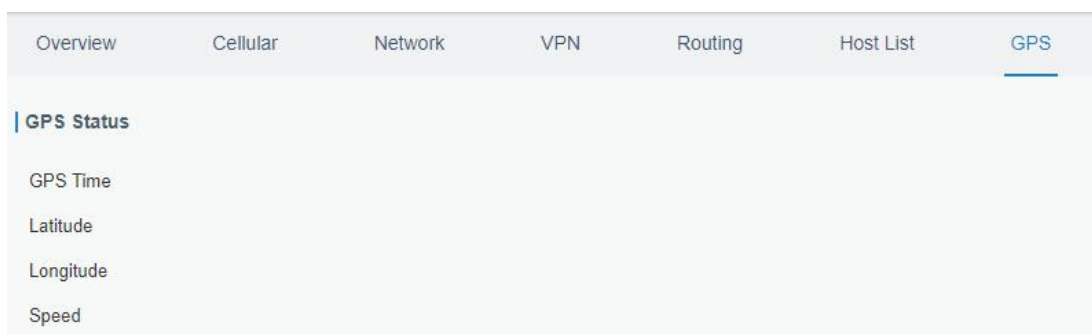 Overview Cellular Network VPN Routing Host List GPS
GPS Status
GPS Time
Latitude
Longitude
Speed